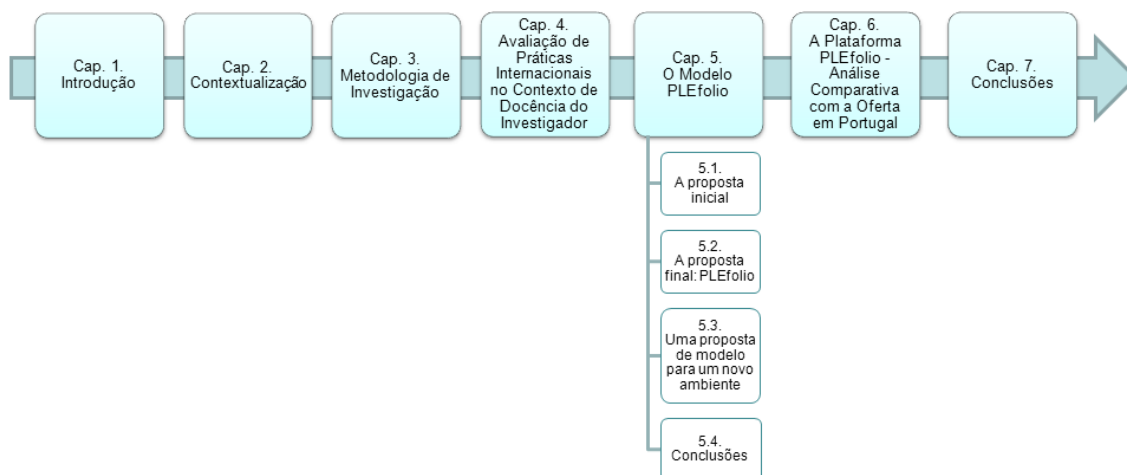 Cap. 1.
Introdução
Cap. 2.
Contextualização
Cap. 3.
Metodologia de
Investigação
Cap. 4.
Avaliação de
Práticas
Internacionais
no Contexto de
Docência do
Investigador
Cap. 5.
O Modelo
PLEfolio
Cap. 6.
A Plataforma
PLEfolio -
Análise
Comparativa
com a Oferta
em Portugal
Cap. 7.
Conclusões
5.1.
A proposta
inicial
5.2.
A proposta
final: PLEfolio
5.3.
Uma proposta
de modelo
para um novo
ambiente
5.4.
Conclusões